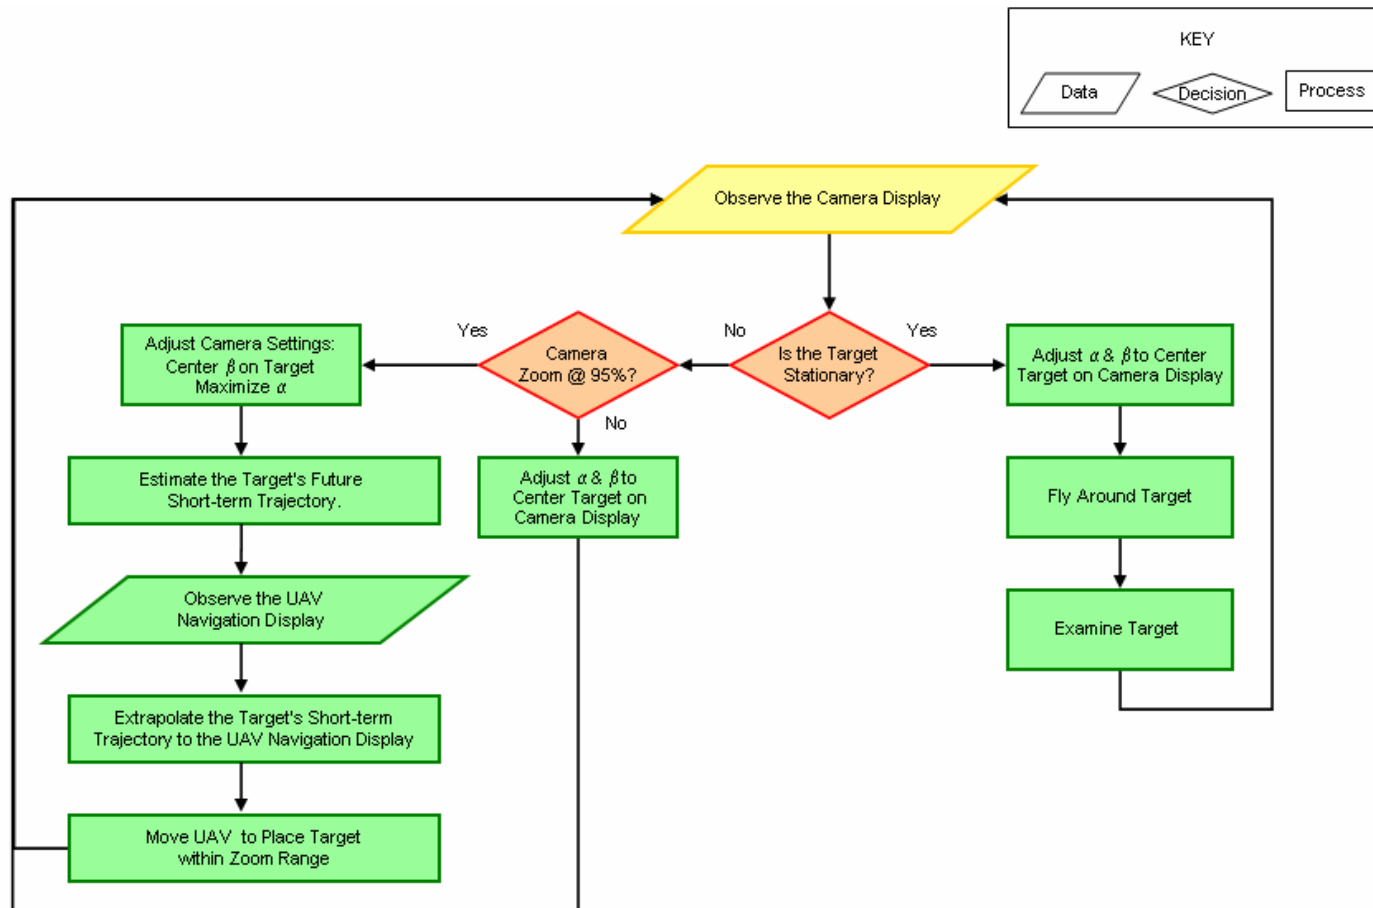 KEY
Data
Decision
Process
Observe the Camera Display
Is the Target
Stationary?
No
Yes
Camera
Zoom @ 95%?
Yes
No
Adjust Camera Settings:
Center β on Target
Maximize α
Estimate the Target's Future
Short-term Trajectory.
Observe the UAV
Navigation Display
Extrapolate the Target's Short-term
Trajectory to the UAV Navigation Display
Move UAV to Place Target
within Zoom Range
Adjust α & β to
Center Target on
Camera Display
Adjust α & β to Center
Target on Camera Display
Fly Around Target
Examine Target